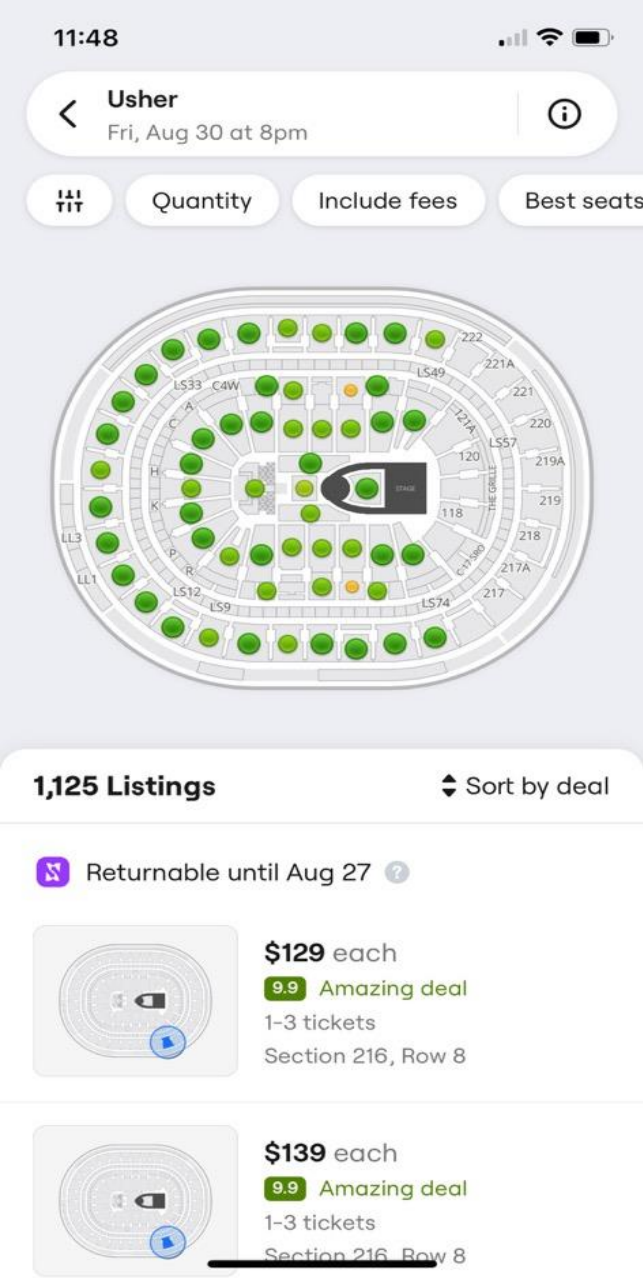 11:48
Usher
Fri, Aug 30 at 8pm
Quantity
Include fees
Best seats
222
221A
LS49
221
LS33
C4W
A
121A
220
C
LS57
120
219A
H
THE GRILLE
STAGE
219
K
118
LL3
218
P
C-17 SRO
217A
R
LL1
LS12
217
LS9
LS74
1,125 Listings
Sort by deal
Returnable until Aug 27 ?
$129 each
9.9 Amazing deal
1-3 tickets
Section 216, Row 8
$139 each
9.9 Amazing deal
1-3 tickets
Section 216, Row 8